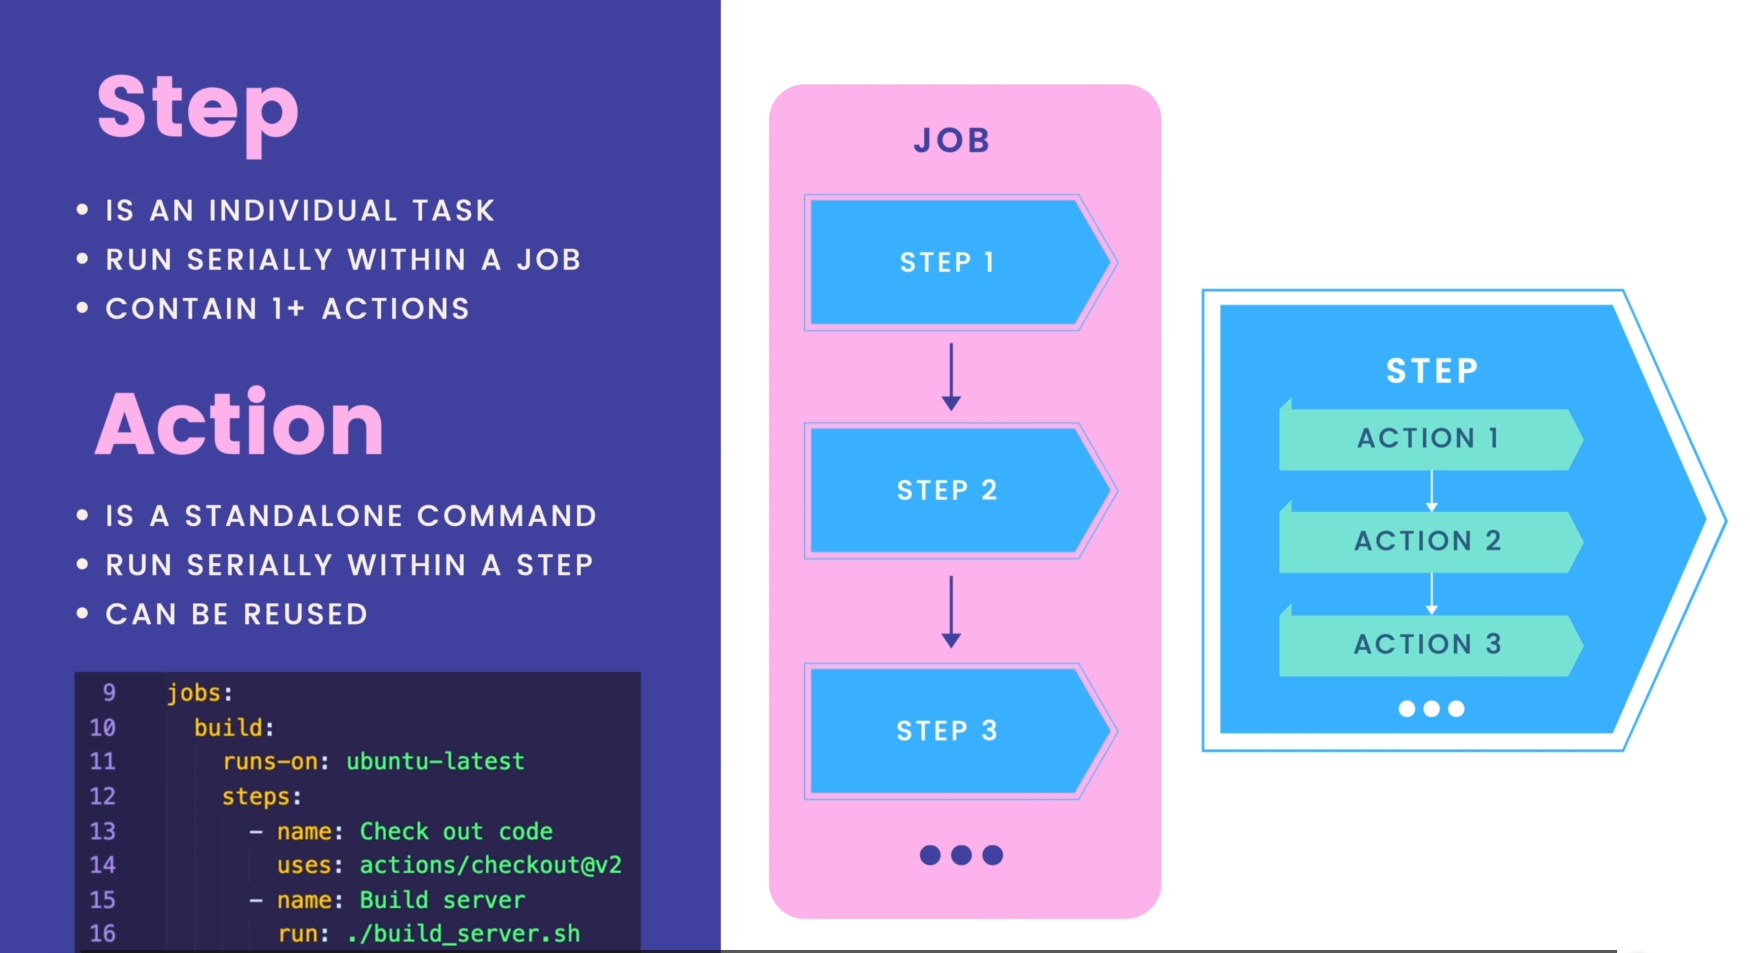 Step
• IS AN INDIVIDUAL TASK
• RUN SERIALLY WITHIN A JOB
• CONTAIN 1+ ACTIONS
Action
• IS A STANDALONE COMMAND
• RUN SERIALLY WITHIN A STEP
• CAN BE REUSED
9 jobs:
10 build:
11 runs-on: ubuntu-latest
12 steps:
13 - name: Check out code
14 uses: actions/checkout@v2
15 - name: Build server
16 run: ./build_server.sh
JOB
STEP 1
STEP 2
STEP 3
STEP
ACTION 1
ACTION 2
ACTION 3